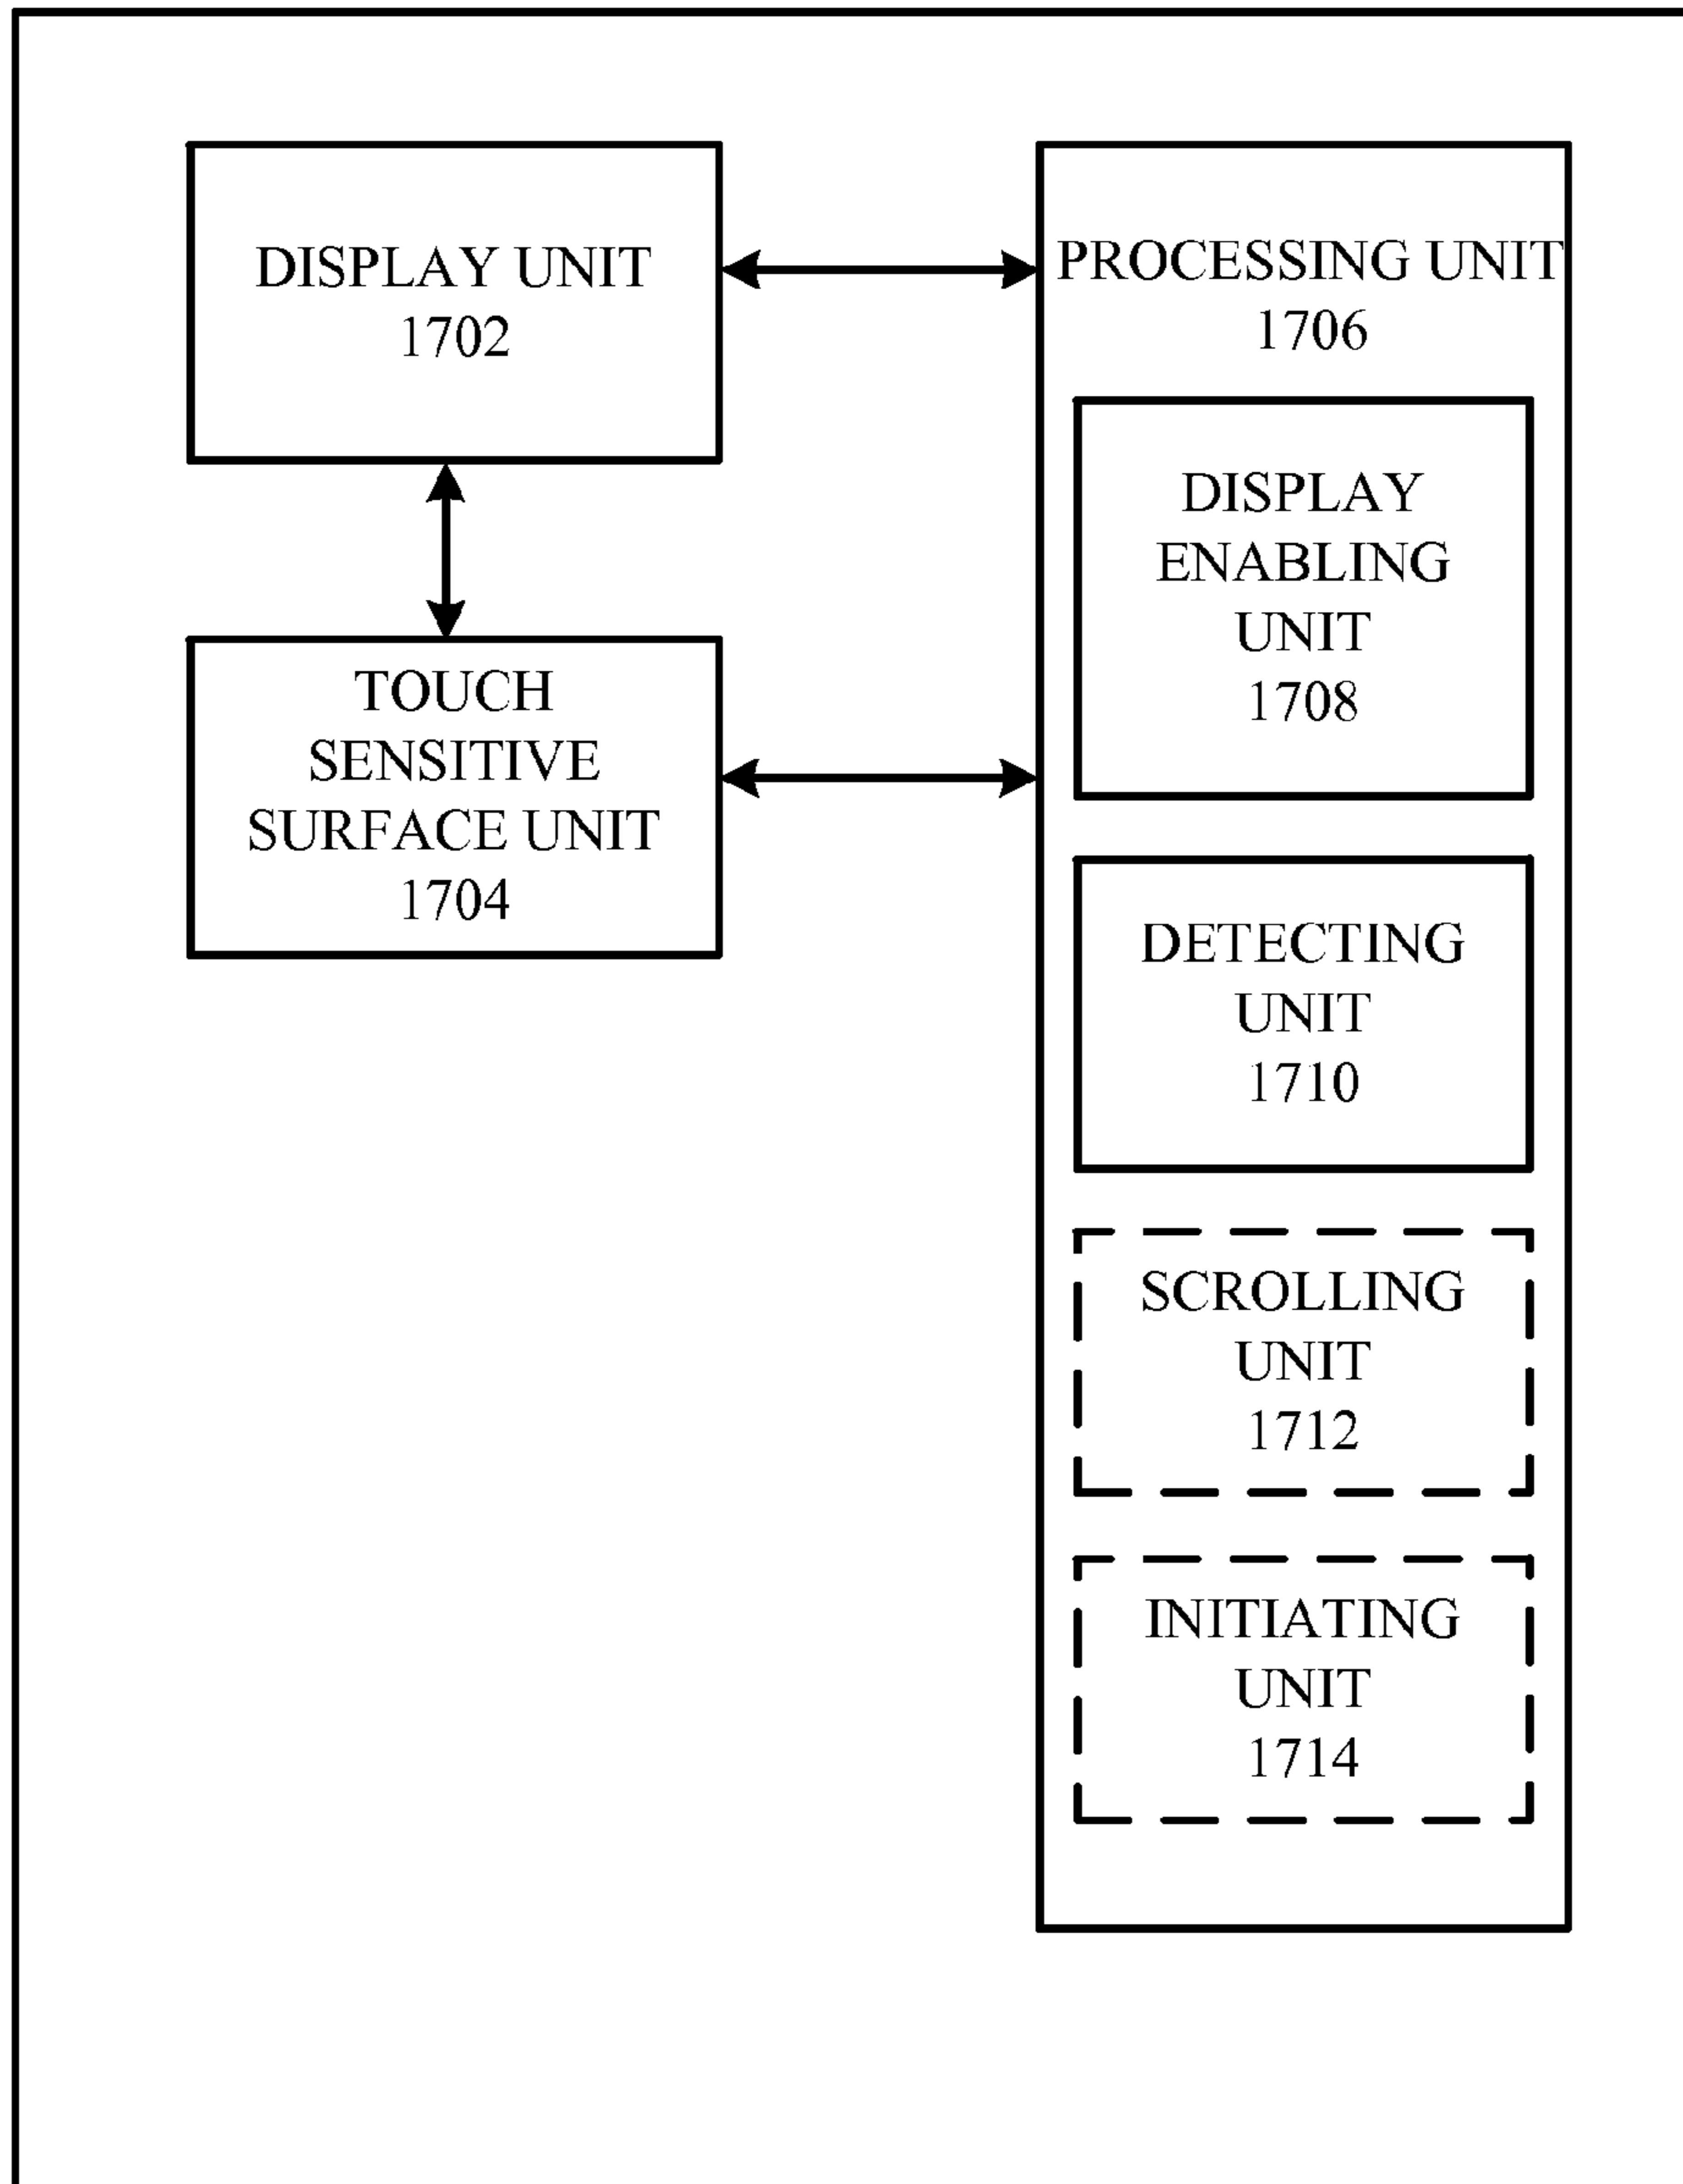 DISPLAY UNIT
1702
TOUCH
SENSITIVE
SURFACE UNIT
1704
PROCESSING UNIT
1706
DISPLAY
ENABLING
UNIT
1708
DETECTING
UNIT
1710
SCROLLING
UNIT
1712
INITIATING
UNIT
1714